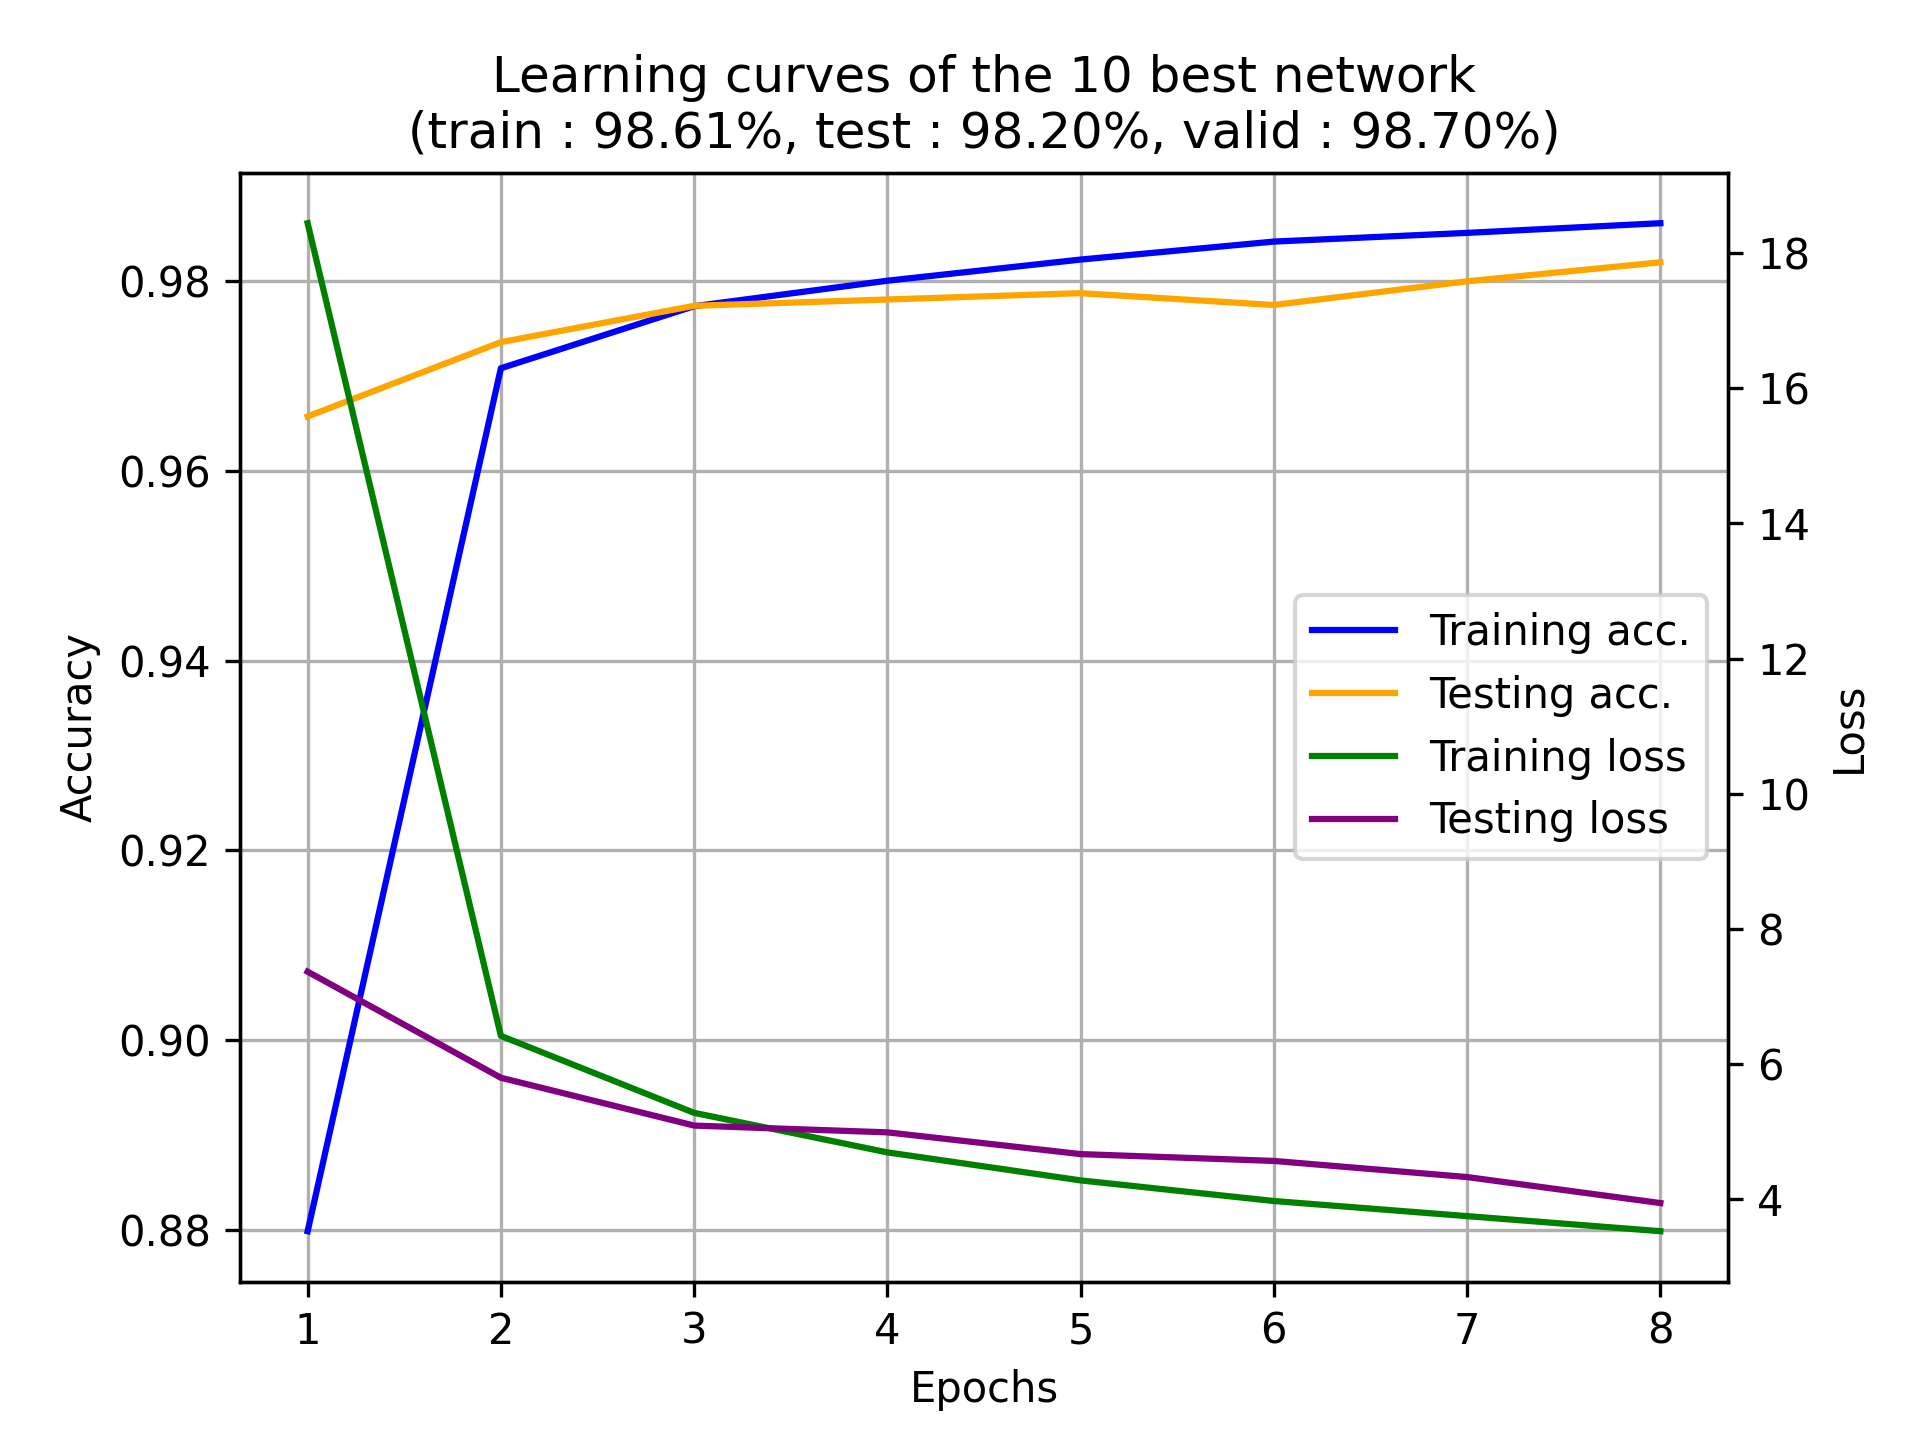 Learning curves of the 10 best network
(train : 98.61%, test : 98.20%, valid : 98.70%)
0.98
0.96
0.94
0.92
0.90
0.88
Accuracy
18
16
14
12
10
8
6
4
Loss
Training acc.
Testing acc.
Training loss
Testing loss
1 2 3 4 5 6 7 8
Epochs